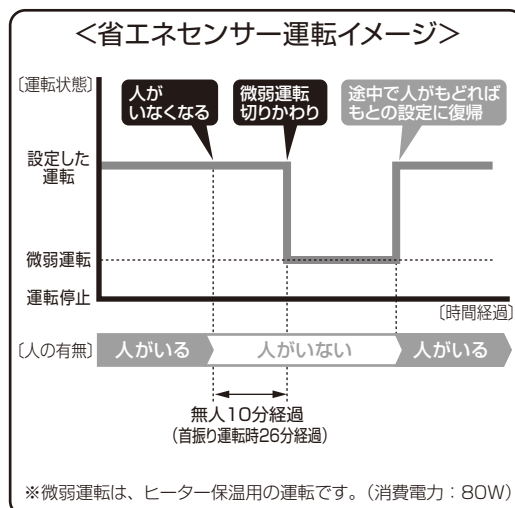 ＜省エネセンサー運転イメージ＞
〔運転状態〕
人が
いなくなる
微弱運転
切りかわり
途中で人がもどれば
もとの設定に復帰
設定した
運転
微弱運転
運転停止
〔時間経過〕
〔人の有無〕
人がいる
人がいない
人がいる
無人10分経過
(首振り運転時26分経過)
※微弱運転は、ヒーター保温用の運転です。(消費電力：80W)